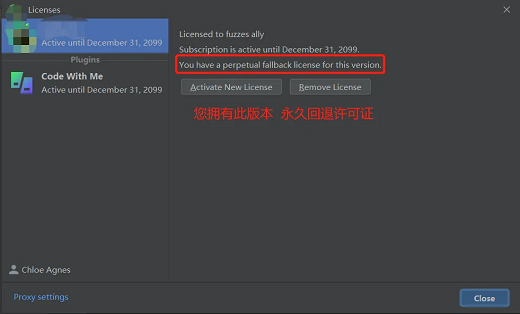 Licenses
Active until December 31, 2099
Plugins
Code With Me
Active until December 31, 2099
Licensed to fuzzes ally
Subscription is active until December 31, 2099.
You have a perpetual fallback license for this version.
Activate New License
Remove License
您拥有此版本 永久回退许可证
Chloe Agnes
Proxy settings
Close